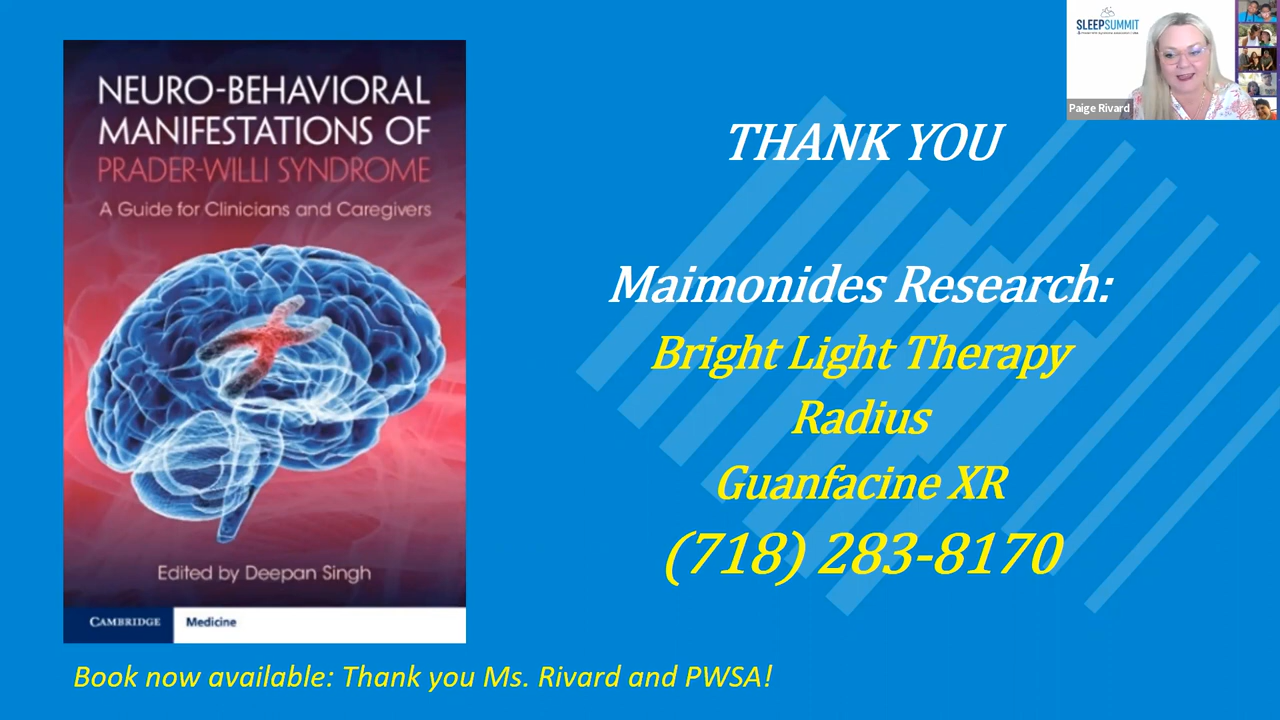 NEURO-BEHAVIORAL
MANIFESTATIONS OF
PRADER-WILLI SYNDROME
A Guide for Clinicians and Caregivers
Edited by Deepan Singh
CAMBRIDGE
Medicine
Book now available: Thank you Ms. Rivard and PWSA!
THANK YOU
Maimonides Research:
Bright Light Therapy
Radius
Guanfacine XR
(718) 283-8170
SLEEPSUMMIT
Paige Rivard